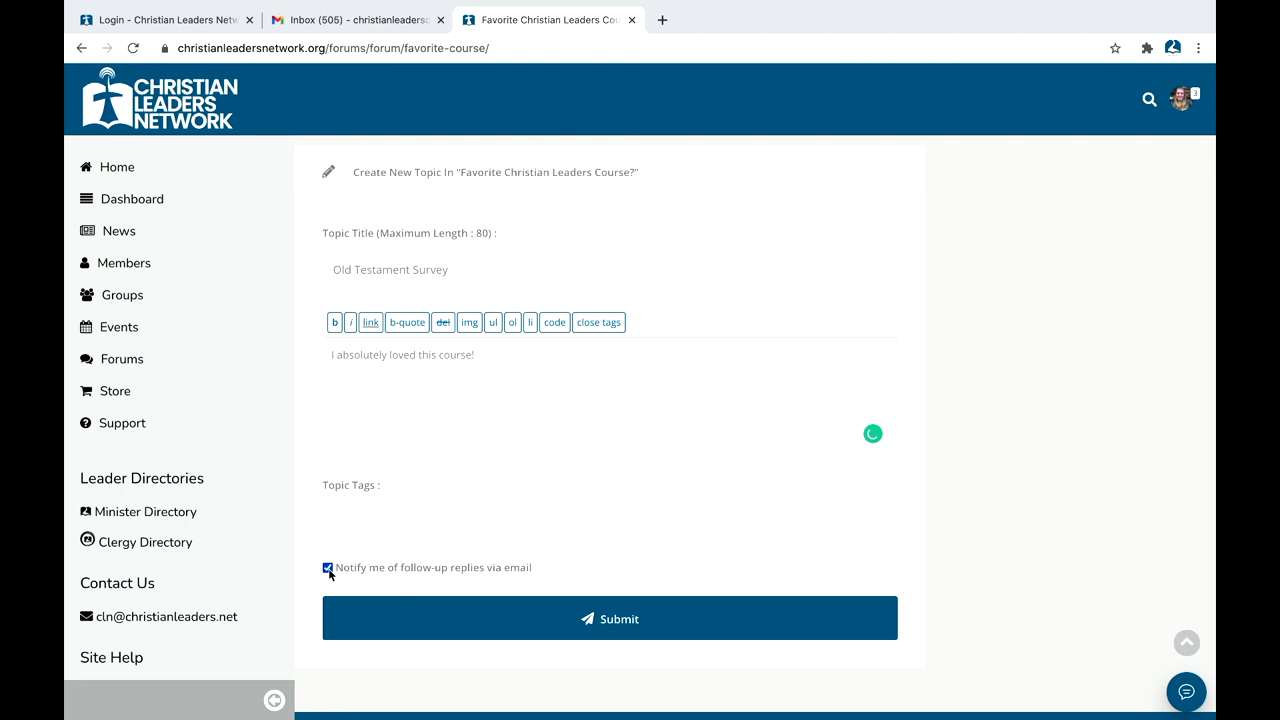 Login - Christian Leaders Netw
Inbox (505) - christianleadersc
Favorite Christian Leaders Cou
christianleadersnetwork.org/forums/forum/favorite-course/
CHRISTIAN
LEADERS
NETWORK
3
Home
Dashboard
News
Members
Groups
Events
Forums
Store
Support
Leader Directories
Minister Directory
Clergy Directory
Contact Us
cln@christianleaders.net
Site Help
Create New Topic In “Favorite Christian Leaders Course?”
Topic Title (Maximum Length : 80) :
Old Testament Survey
b i link b-quote del img ul ol li code close tags
I absolutely loved this course!
Topic Tags :
Notify me of follow-up replies via email
Submit